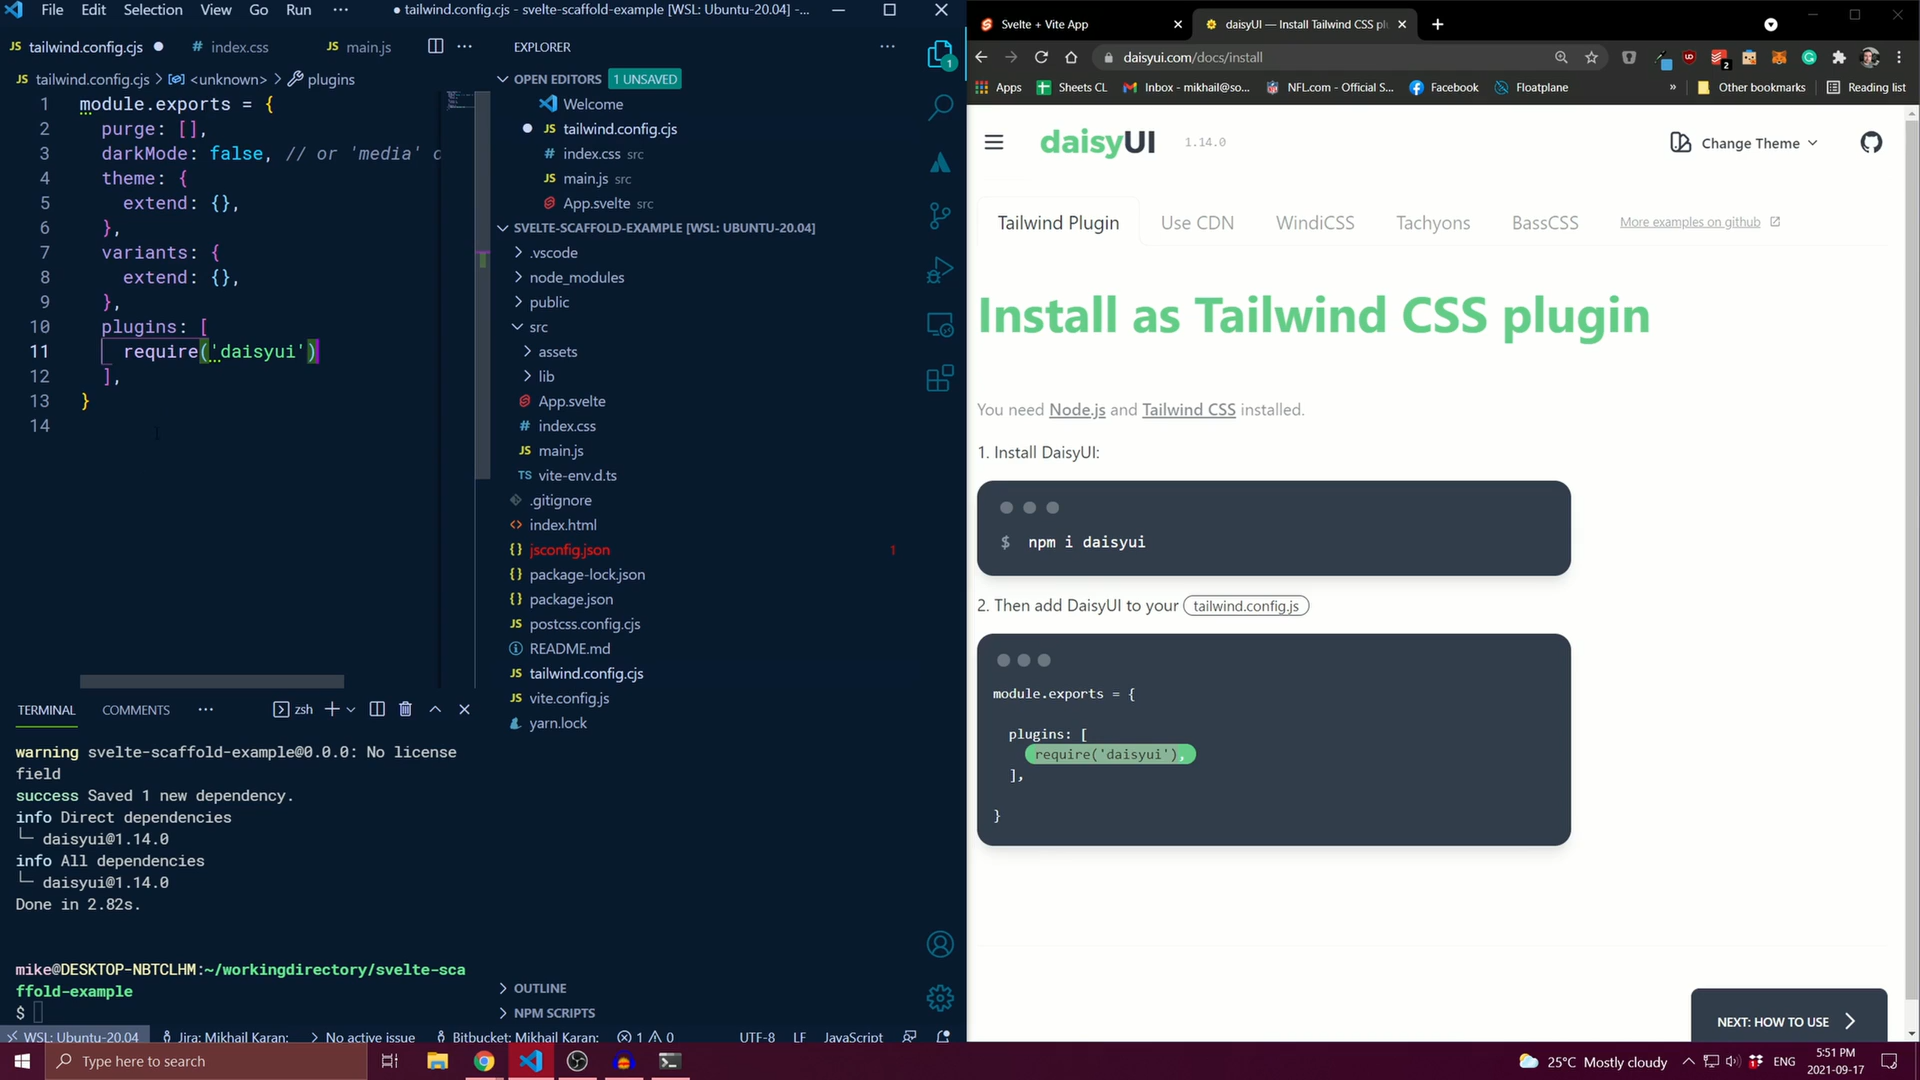 File Edit Selection View Go Run ··· ● tailwind.config.cjs - svelte-scaffold-example [WSL: Ubuntu-20.04] -...
JS tailwind.config.cjs ● # index.css JS main.js ···
JS tailwind.config.cjs > <unknown> > plugins
1 module.exports = {
2 purge: [],
3 darkMode: false, // or 'media' o
4 theme: {
5 extend: {},
6 },
7 variants: {
8 extend: {},
9 },
10 plugins: [
11 require('daisyui')
12 ],
13 }
14
TERMINAL COMMENTS ··· zsh
warning svelte-scaffold-example@0.0.0: No license
field
success Saved 1 new dependency.
info Direct dependencies
└─ daisyui@1.14.0
info All dependencies
└─ daisyui@1.14.0
Done in 2.82s.
mike@DESKTOP-NBTCLHM:~/workingdirectory/svelte-sca
ffold-example
$
EXPLORER ···
OPEN EDITORS 1 UNSAVED
Welcome
● JS tailwind.config.cjs
# index.css src
JS main.js src
App.svelte src
SVELTE-SCAFFOLD-EXAMPLE [WSL: UBUNTU-20.04]
.vscode
node_modules
public
src
assets
lib
App.svelte
# index.css
JS main.js
TS vite-env.d.ts
.gitignore
<> index.html
{} jsconfig.json 1
{} package-lock.json
{} package.json
JS postcss.config.cjs
README.md
JS tailwind.config.cjs
JS vite.config.js
yarn.lock
OUTLINE
NPM SCRIPTS
1
WSL: Ubuntu-20.04 Jira: Mikhail Karan: No active issue Bitbucket: Mikhail Karan: 1 0 UTF-8 LF JavaScript
Svelte + Vite App daisyUI — Install Tailwind CSS plu
daisyui.com/docs/install
2
Apps Sheets CL Inbox - mikhail@so... NFL.com - Official S... Facebook Floatplane » Other bookmarks Reading list
daisyUI 1.14.0 Change Theme
Tailwind Plugin Use CDN WindiCSS Tachyons BassCSS More examples on github
Install as Tailwind CSS plugin
You need Node.js and Tailwind CSS installed.
1. Install DaisyUI:
$ npm i daisyui
2. Then add DaisyUI to your tailwind.config.js
module.exports = {
plugins: [
require('daisyui'),
],
}
NEXT: HOW TO USE
Type here to search
25°C Mostly cloudy ENG 5:51 PM
2021-09-17